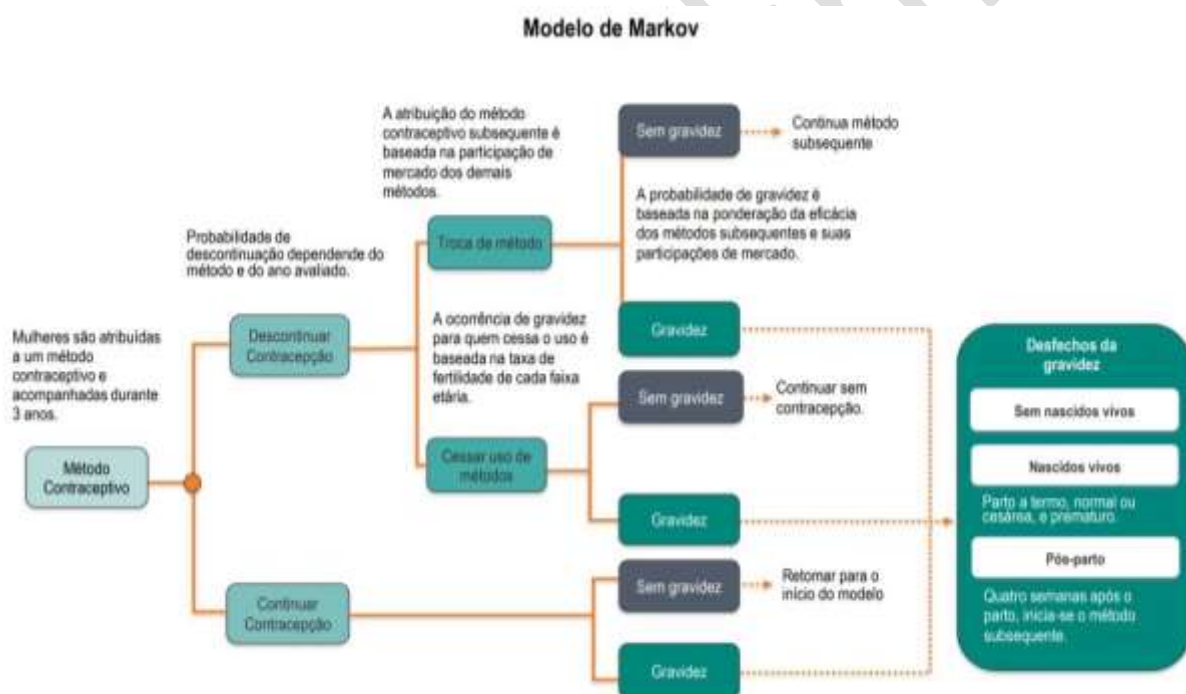 Modelo de Markov
A atribuição do método
contraceptivo subsequente é
baseada na participação de
mercado dos demais
métodos.
Sem gravidez
Continua método
subsequente
A probabilidade de gravidez é
baseada na ponderação da eficácia
dos métodos subsequentes e suas
participações de mercado.
Probabilidade de
descontinuação dependende do
método e do ano avaliado.
Troca de método
Mulheres são atribuídas
a um método
contraceptivo e
acompanhadas durante
3 anos.
Descontinuar
Contracepção
A ocorrência de gravidez
para quem cessa o uso é
baseada na taxa de
fertilidade de cada faixa
etária.
Gravidez
Sem gravidez
Continuar sem
contracepção.
Método
Contraceptivo
Cessar uso de
métodos
Gravidez
Continuar
Contracepção
Sem gravidez
Retornar para o
início do modelo
Gravidez
Desfechos da
gravidez
Sem nascidos vivos
Nascidos vivos
Parto a termo, normal ou
cesárea, e prematuro.
Pós-parto
Quatro semanas após o
parto, inicia-se o método
subsequente.